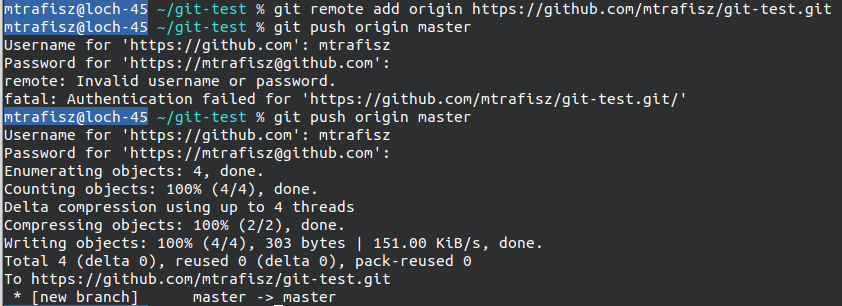 mtrafisz@loch-45 ~/git-test % git remote add origin https://github.com/mtrafisz/git-test.git
mtrafisz@loch-45 ~/git-test % git push origin master
Username for 'https://github.com': mtrafisz
Password for 'https://mtrafisz@github.com':
remote: Invalid username or password.
fatal: Authentication failed for 'https://github.com/mtrafisz/git-test.git/'
mtrafisz@loch-45 ~/git-test % git push origin master
Username for 'https://github.com': mtrafisz
Password for 'https://mtrafisz@github.com':
Enumerating objects: 4, done.
Counting objects: 100% (4/4), done.
Delta compression using up to 4 threads
Compressing objects: 100% (2/2), done.
Writing objects: 100% (4/4), 303 bytes | 151.00 KiB/s, done.
Total 4 (delta 0), reused 0 (delta 0), pack-reused 0
To https://github.com/mtrafisz/git-test.git
 * [new branch]      master -> master